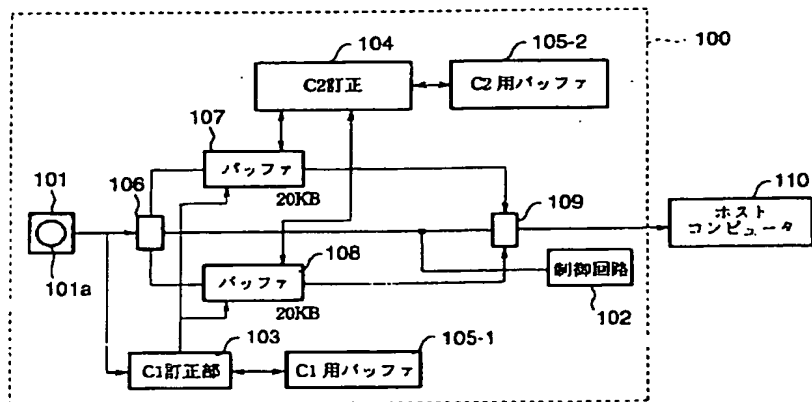 104
105-2
100
C2訂正
C2用バッファ
107
バッファ
20KB
101
106
101a
109
110
ホスト
コンピュータ
108
バッファ
20KB
制御回路
102
103
105-1
C1訂正部
C1用バッファ